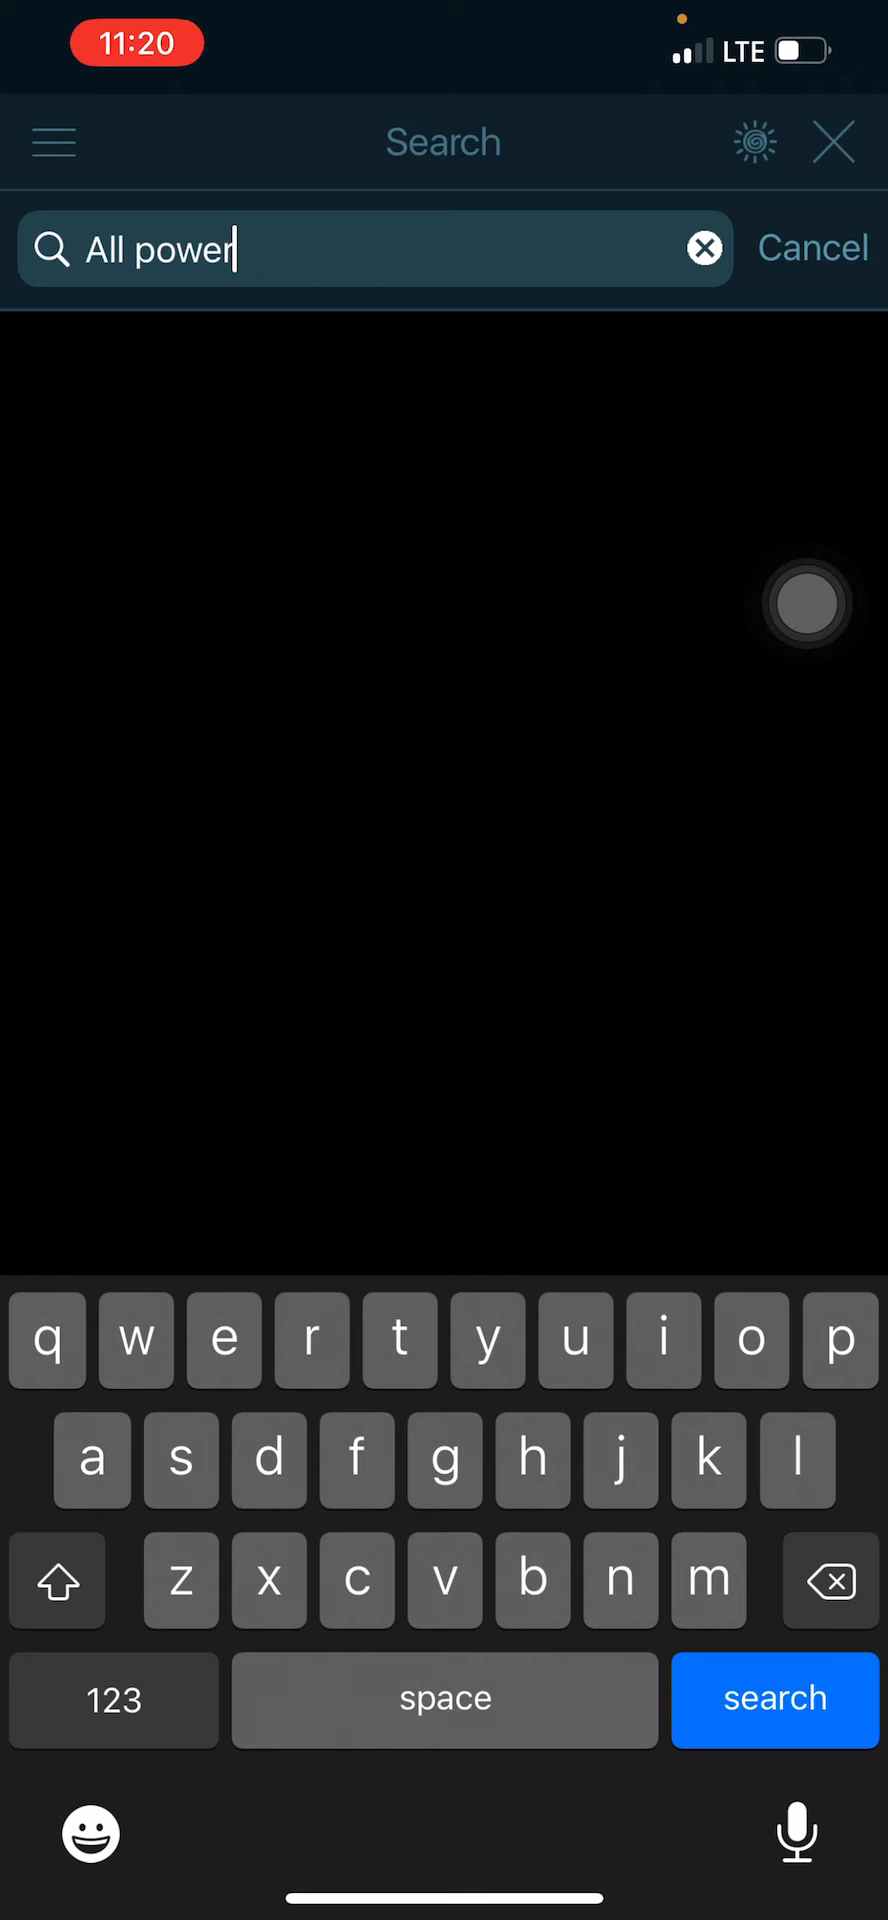 11:20
LTE
Search
All power
Cancel
q w e r t y u i o p
a s d f g h j k l
z x c v b n m
123 space search